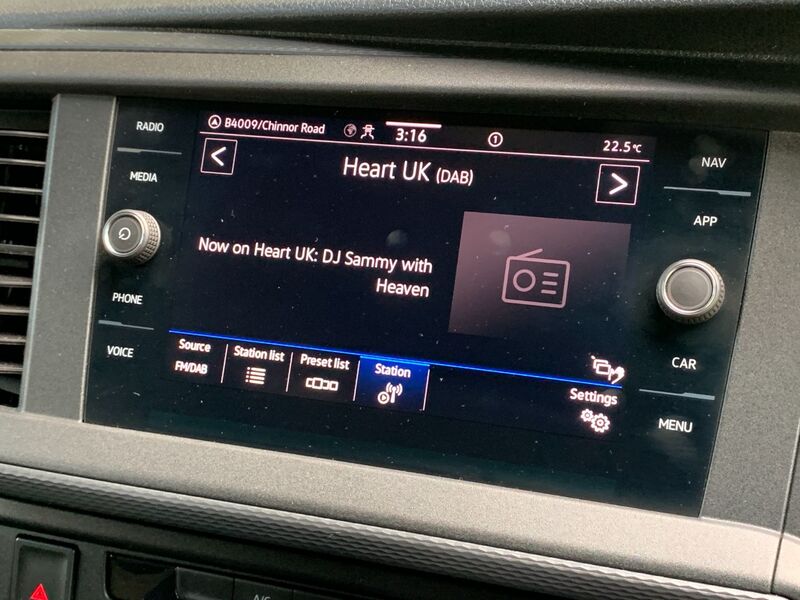 RADIO
MEDIA
PHONE
VOICE
B4009/Chinnor Road
3:16
1
22.5°C
Heart UK (DAB)
Now on Heart UK: DJ Sammy with
Heaven
Source
FM/DAB
Station list
Preset list
Station
Settings
NAV
APP
CAR
MENU
A/C